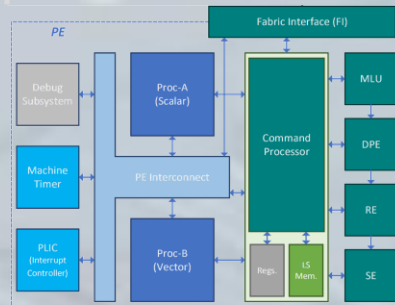 PE
Fabric Interface (FI)
Debug
Subsystem
Proc-A
(Scalar)
MLU
Command
Processor
DPE
Machine
Timer
PE Interconnect
RE
PLIC
(Interrupt
Controller)
Proc-B
(Vector)
Regs.
LS
Mem.
SE